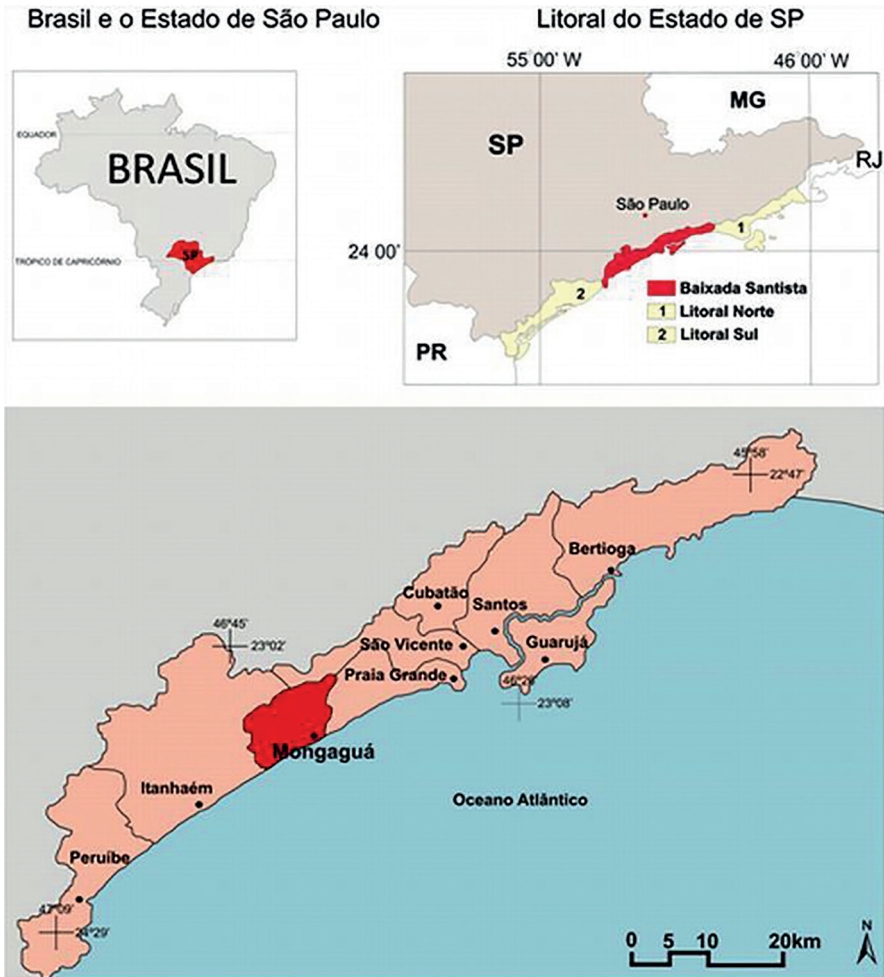 Brasil e o Estado de São Paulo
Litoral do Estado de SP
EQUADOR
BRASIL
SP
TRÓPICO DE CAPRICÓRNIO
55°00' W
46°00' W
MG
SP
RJ
São Paulo
24 00'
1
2
PR
Baixada Santista
1 Litoral Norte
2 Litoral Sul
45°58'
22°47'
Bertioga
Cubatão
Santos
46°45'
23°02'
São Vicente
Guarujá
Praia Grande
23°08'
Mongaguá
Itanhaém
Oceano Atlântico
Peruíbe
47°09'
24°29'
N
0 5 10 20km